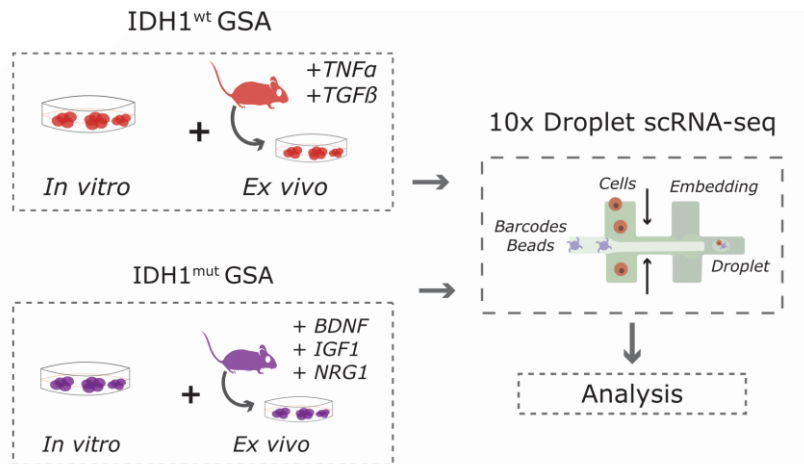 IDH1ʷᵗ GSA
+TNFα
+TGFß
+
In vitro
Ex vivo
IDH1ᵐᵘᵗ GSA
+ BDNF
+ IGF1
+ NRG1
+
In vitro
Ex vivo
10x Droplet scRNA-seq
Cells
Embedding
Barcodes
Beads
Droplet
Analysis